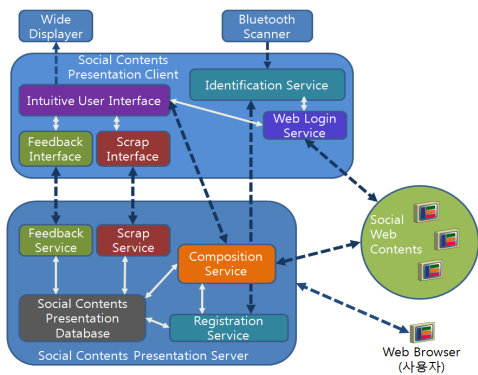 Wide
Displayer
Bluetooth
Scanner
Social Contents
Presentation Client
Identification Service
Intuitive User Interface
Web Login
Service
Feedback
Interface
Scrap
Interface
Feedback
Service
Scrap
Service
Composition
Service
Social
Web
Contents
Social Contents
Presentation
Database
Registration
Service
Social Contents Presentation Server
Web Browser
(사용자)